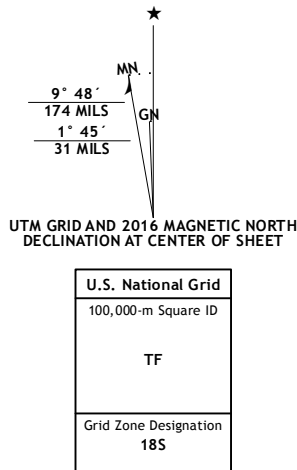 ★
MN
GN
9° 48´
174 MILS
1° 45´
31 MILS
UTM GRID AND 2016 MAGNETIC NORTH
DECLINATION AT CENTER OF SHEET
U.S. National Grid
100,000-m Square ID
TF
Grid Zone Designation
18S